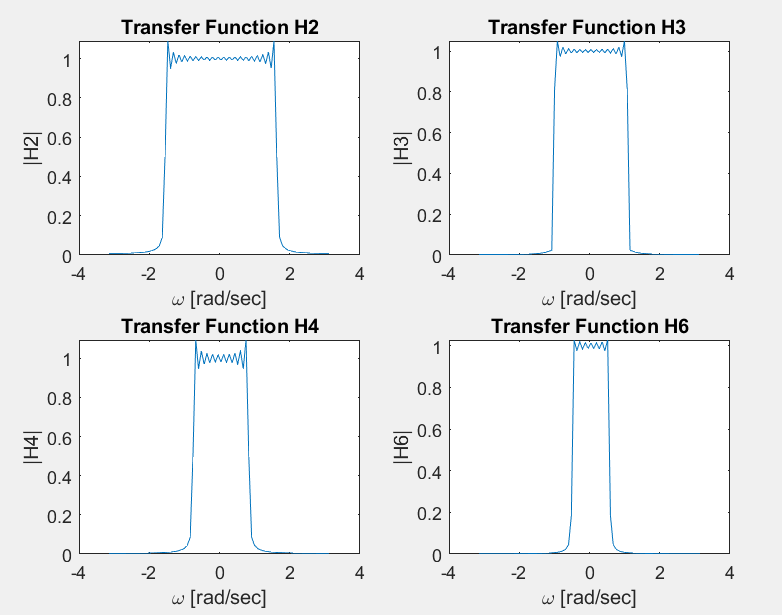 Transfer Function H2
|H2|
1
0.8
0.6
0.4
0.2
0
-4 -2 0 2 4
ω [rad/sec]
Transfer Function H3
|H3|
1
0.8
0.6
0.4
0.2
0
-4 -2 0 2 4
ω [rad/sec]
Transfer Function H4
|H4|
1
0.8
0.6
0.4
0.2
0
-4 -2 0 2 4
ω [rad/sec]
Transfer Function H6
|H6|
1
0.8
0.6
0.4
0.2
0
-4 -2 0 2 4
ω [rad/sec]